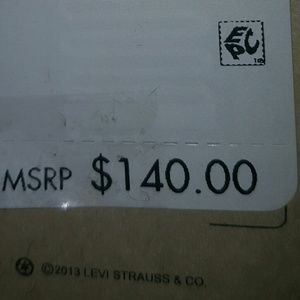 EPC
MSRP $140.00
©2013 LEVI STRAUSS & CO.